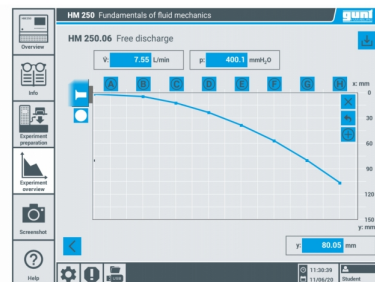 HM 250 Fundamentals of fluid mechanics
gunt
HM 250.06 Free discharge
V̇: 7.55 L/min
p: 400.1 mmH₂0
A B C D E F G H x: mm
0
30
60
90
120
150
y: mm
y: 80.05 mm
Overview
Info
Experiment preparation
Experiment overview
Screenshot
Help
USB
11:30:39
11/06/20
Student